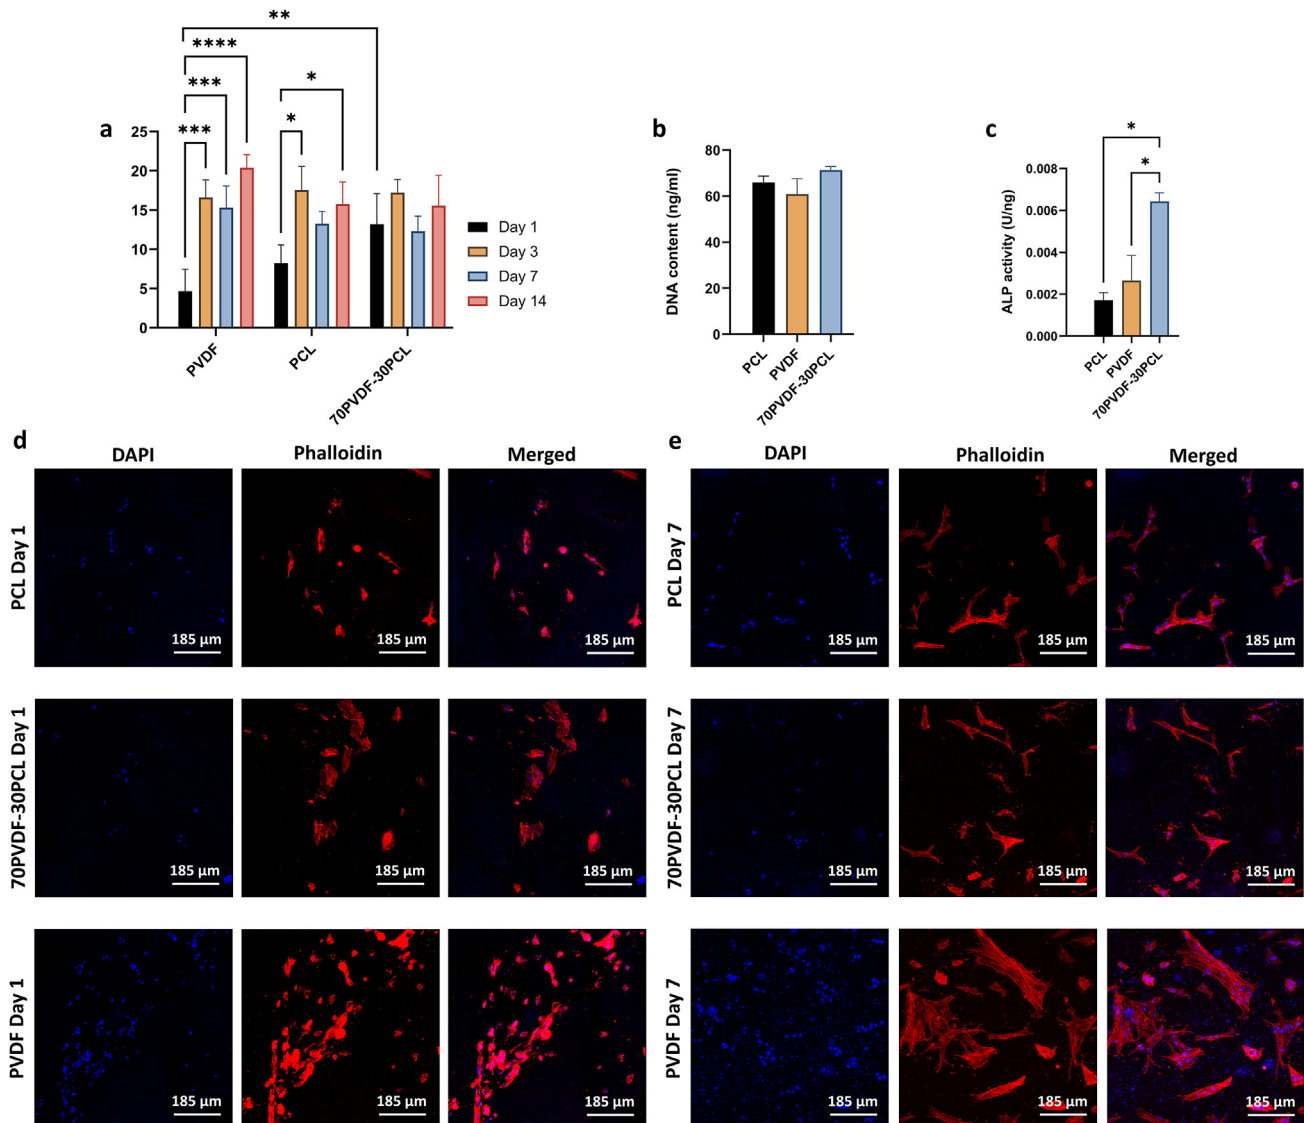 **
****
***
*
***
*
a
25
20
15
10
5
0
PVDF
PCL
70PVDF-30PCL
Day 1
Day 3
Day 7
Day 14
b
DNA content (ng/ml)
80
60
40
20
0
PCL
PVDF
70PVDF-30PCL
c
*
*
ALP activity (U/ng)
0.008
0.006
0.004
0.002
0.000
PCL
PVDF
70PVDF-30PCL
d
DAPI
Phalloidin
Merged
PCL Day 1
185 µm
185 µm
185 µm
70PVDF-30PCL Day 1
185 µm
185 µm
185 µm
PVDF Day 1
185 µm
185 µm
185 µm
e
DAPI
Phalloidin
Merged
PCL Day 7
185 µm
185 µm
185 µm
70PVDF-30PCL Day 7
185 µm
185 µm
185 µm
PVDF Day 7
185 µm
185 µm
185 µm